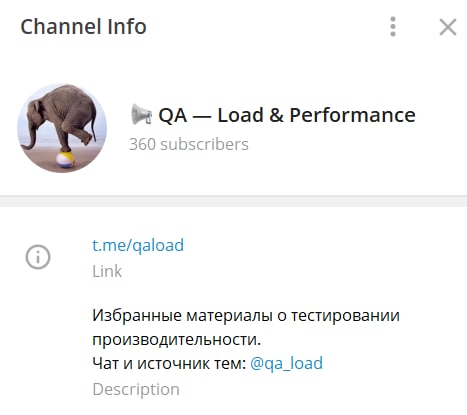 Channel Info
📢 QA — Load & Performance
360 subscribers
t.me/qaload
Link
Избранные материалы о тестировании
производительности.
Чат и источник тем: @qa_load
Description